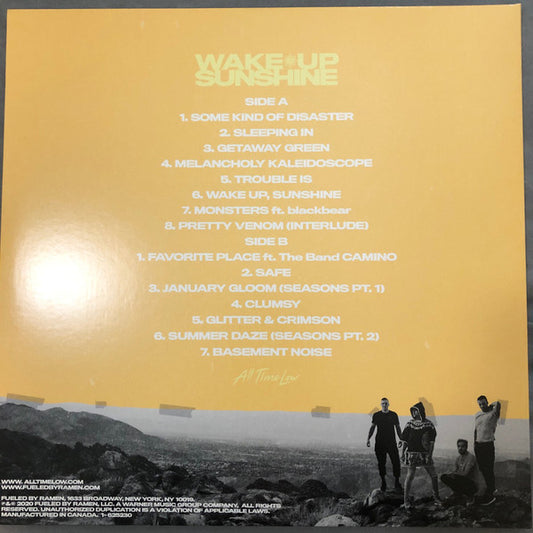 WAKE UP
SUNSHINE
SIDE A
1. SOME KIND OF DISASTER
2. SLEEPING IN
3. GETAWAY GREEN
4. MELANCHOLY KALEIDOSCOPE
5. TROUBLE IS
6. WAKE UP, SUNSHINE
7. MONSTERS ft. blackbear
8. PRETTY VENOM (INTERLUDE)
SIDE B
1. FAVORITE PLACE ft. The Band CAMINO
2. SAFE
3. JANUARY GLOOM (SEASONS PT. 1)
4. CLUMSY
5. GLITTER & CRIMSON
6. SUMMER DAZE (SEASONS PT. 2)
7. BASEMENT NOISE
All Time Low
WWW. ALLTIMELOW.COM
WWW.FUELEDBYRAMEN.COM
FUELED BY RAMEN, 1633 BROADWAY, NEW YORK, NY 10019.
℗&© 2020 FUELED BY RAMEN, LLC. A WARNER MUSIC GROUP COMPANY. ALL RIGHTS
RESERVED. UNAUTHORIZED DUPLICATION IS A VIOLATION OF APPLICABLE LAWS.
MANUFACTURED IN CANADA. 1- 635230